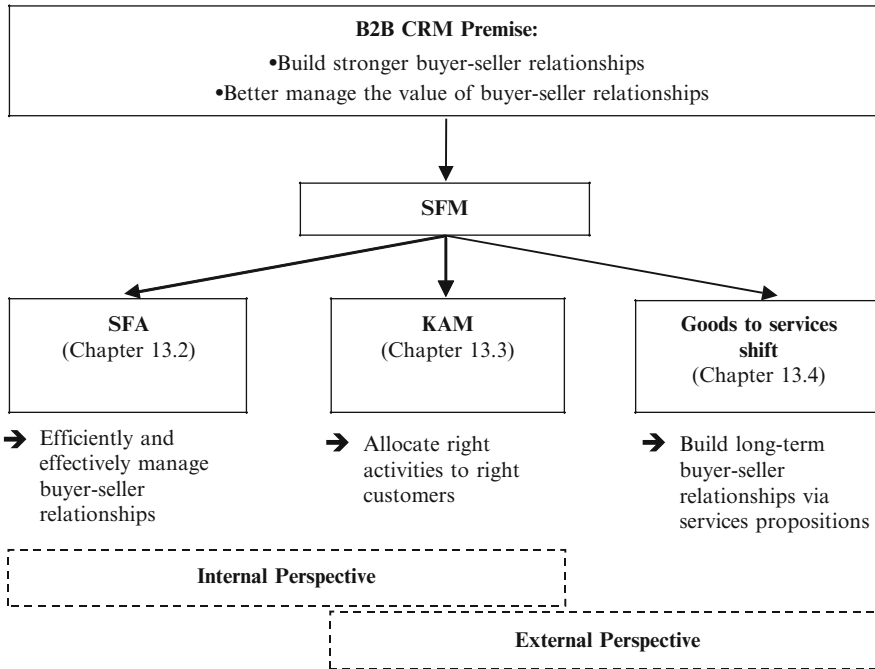 B2B CRM Premise:
•Build stronger buyer-seller relationships
•Better manage the value of buyer-seller relationships
SFM
SFA
(Chapter 13.2)
KAM
(Chapter 13.3)
Goods to services
shift
(Chapter 13.4)
➔ Efficiently and
effectively manage
buyer-seller
relationships
➔ Allocate right
activities to right
customers
➔ Build long-term
buyer-seller
relationships via
services propositions
Internal Perspective
External Perspective